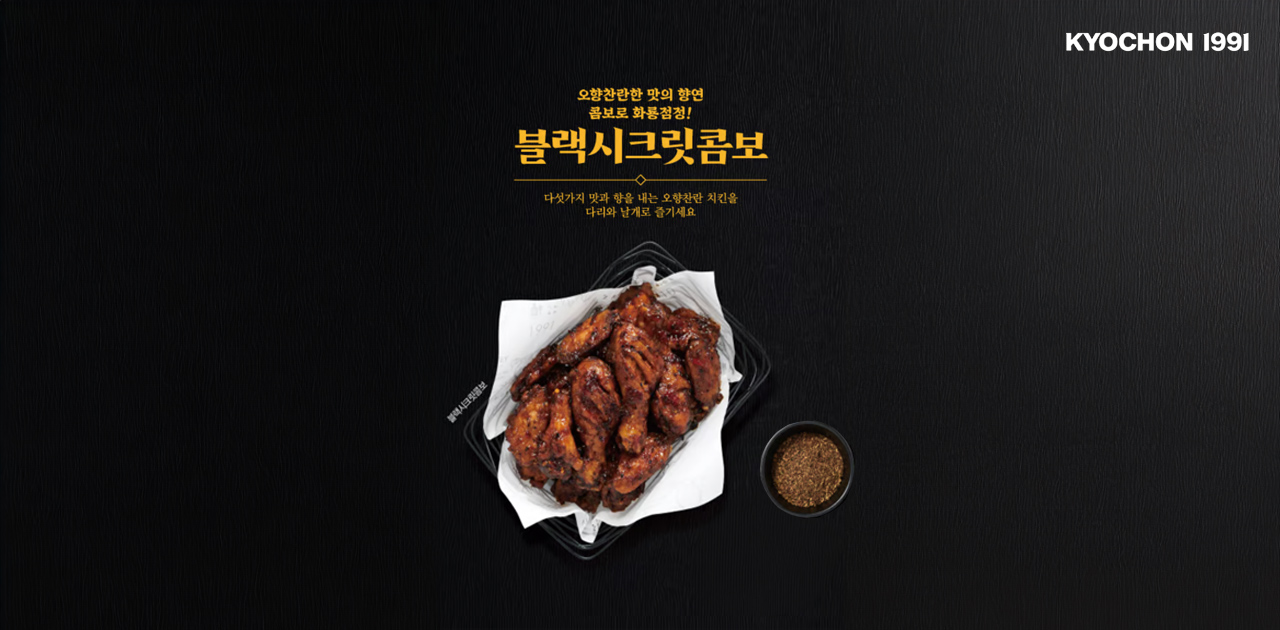 KYOCHON 1991
오향찬란한 맛의 향연
콤보로 화룡점정!
블랙시크릿콤보
다섯가지 맛과 향을 내는 오향찬란 치킨을
다리와 날개로 즐기세요
블랙시크릿콤보
1991